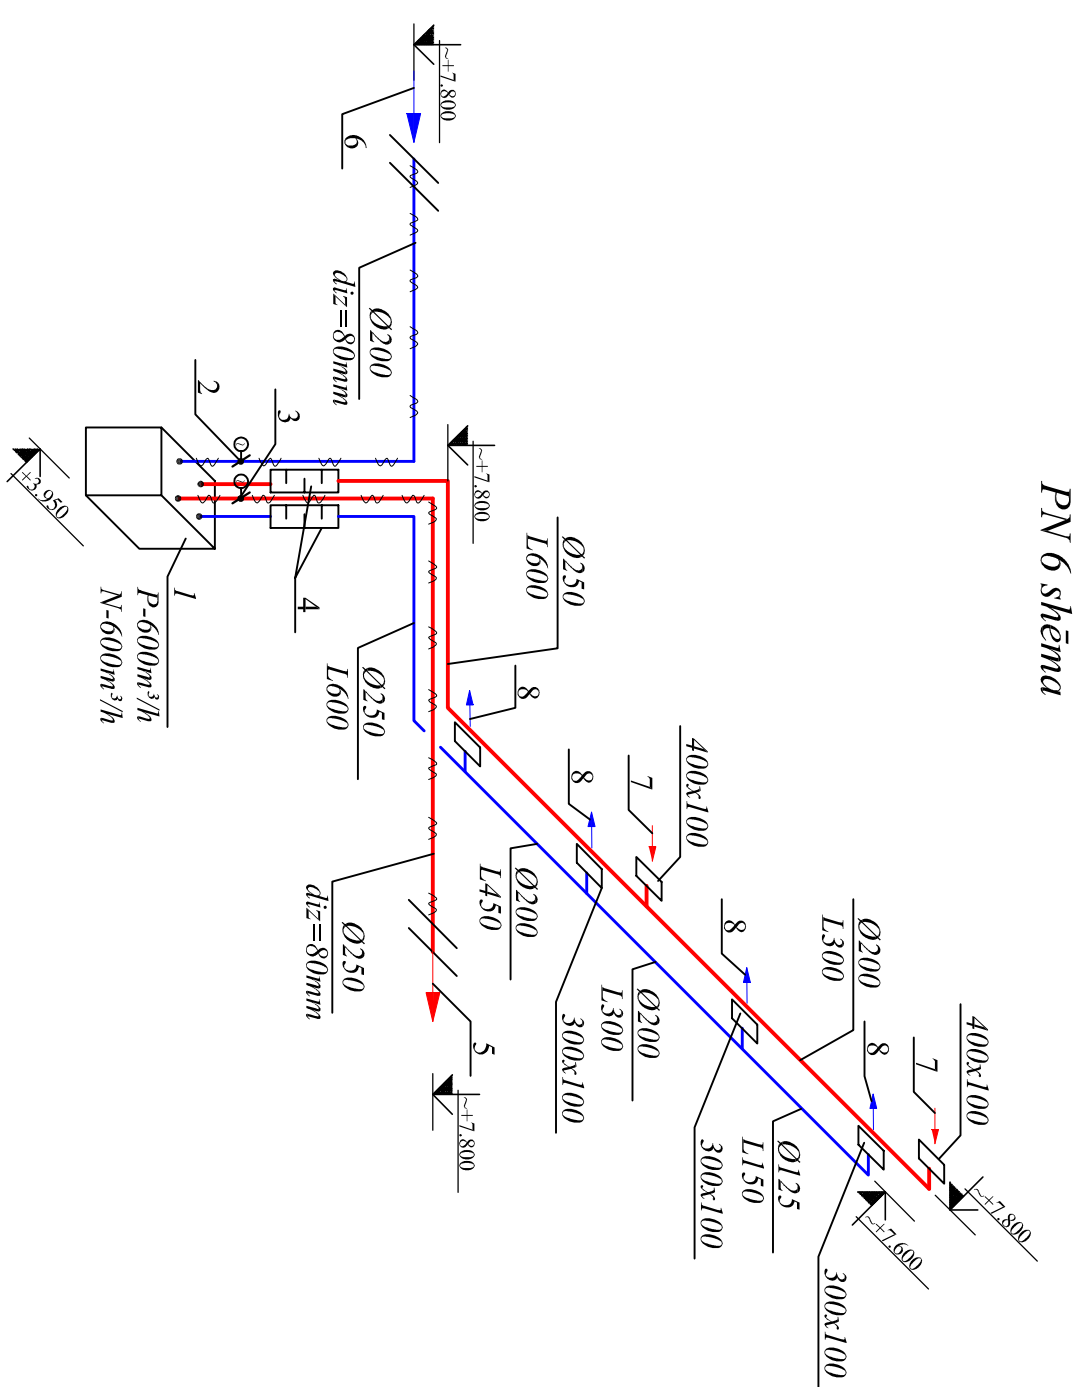 PN 6 shēma
~+7.800
6
Ø200
diz=80mm
2
3
~+7.800
+3.950
1
P-600m³/h
N-600m³/h
4
Ø250
L600
Ø250
L600
8
8
7
400x100
Ø200
L450
Ø250
diz=80mm
5
~+7.800
300x100
Ø200
L300
8
Ø200
L300
8
7
400x100
300x100
Ø125
L150
~+7.800
~+7.600
300x100